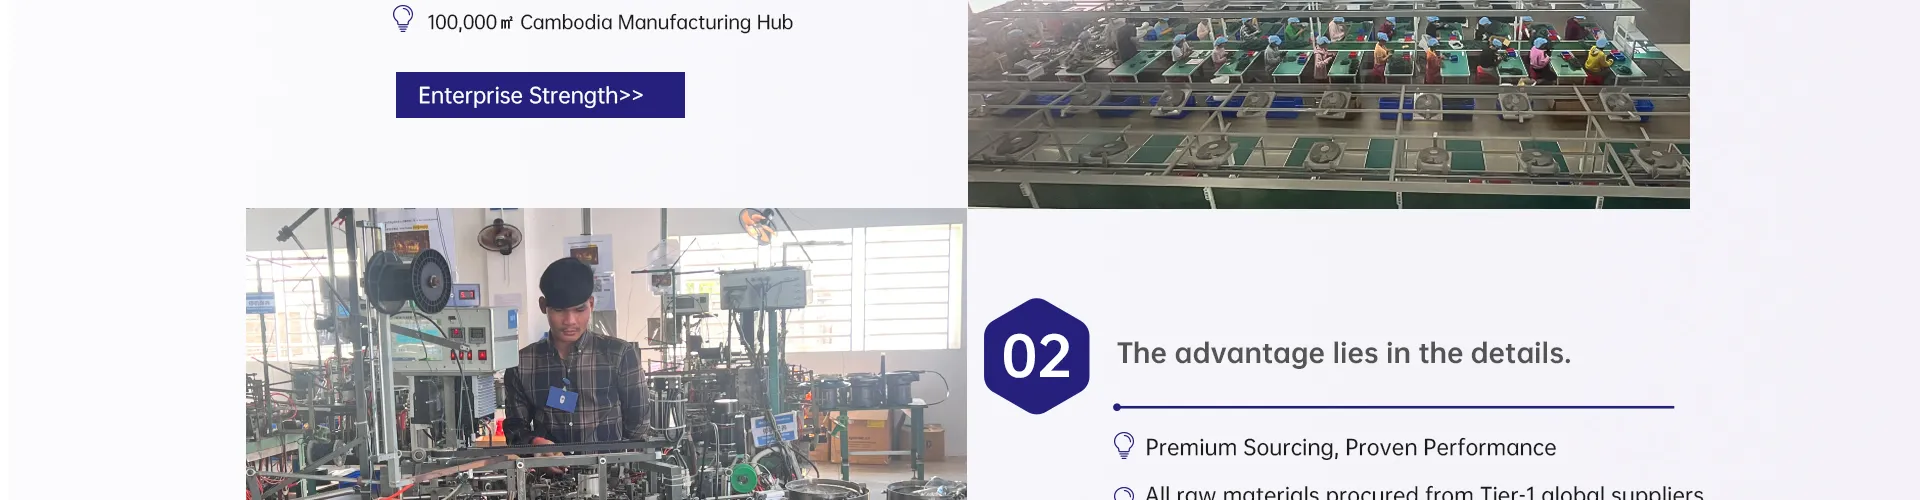 100,000㎡ Cambodia Manufacturing Hub
Enterprise Strength>>
02
The advantage lies in the details.
Premium Sourcing, Proven Performance
All raw materials procured from Tier-1 global suppliers